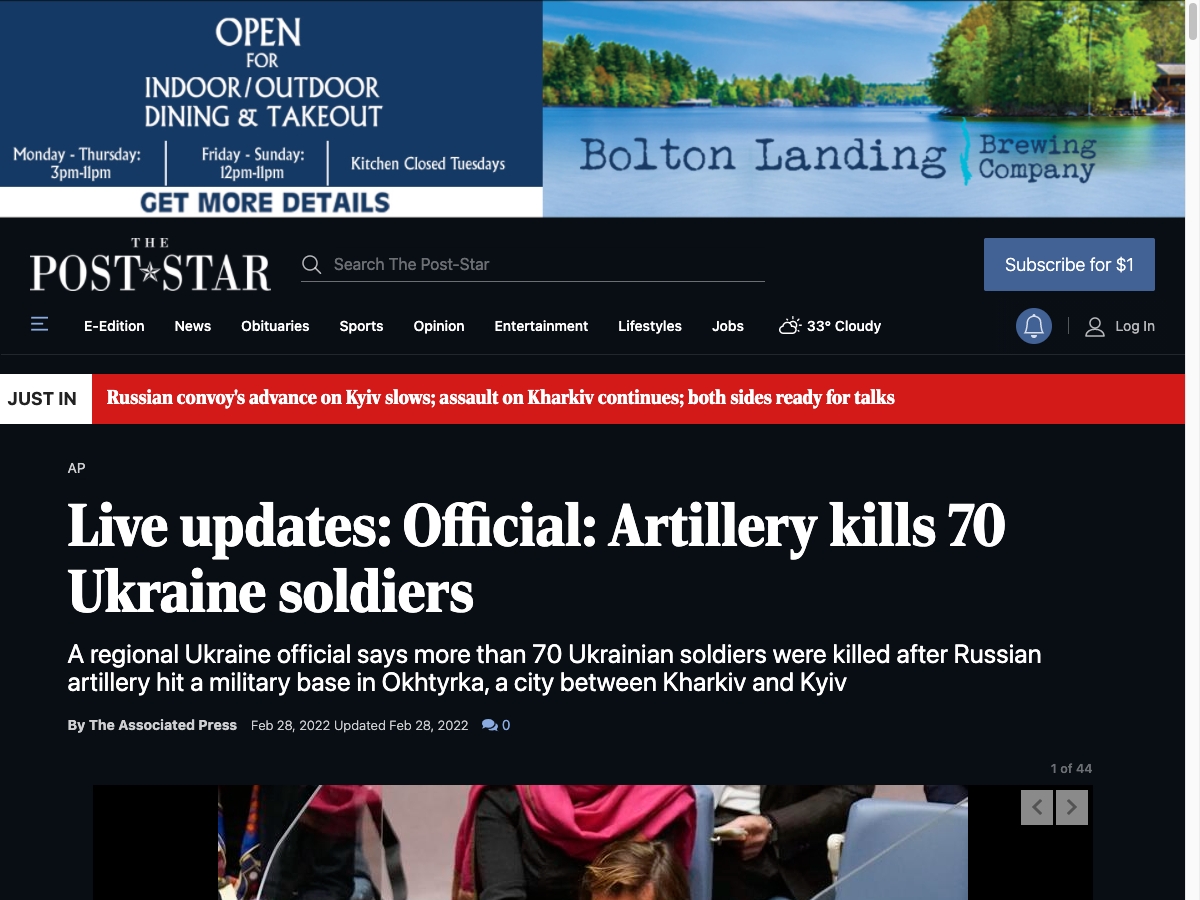 OPEN
FOR
INDOOR/OUTDOOR
DINING & TAKEOUT
Monday - Thursday:
3pm-11pm
Friday - Sunday:
12pm-11pm
Kitchen Closed Tuesdays
GET MORE DETAILS
Bolton Landing
Brewing
Company
THE
POST STAR
Search The Post-Star
Subscribe for $1
E-Edition
News
Obituaries
Sports
Opinion
Entertainment
Lifestyles
Jobs
33° Cloudy
Log In
JUST IN
Russian convoy's advance on Kyiv slows; assault on Kharkiv continues; both sides ready for talks
AP
Live updates: Official: Artillery kills 70
Ukraine soldiers
A regional Ukraine official says more than 70 Ukrainian soldiers were killed after Russian
artillery hit a military base in Okhtyrka, a city between Kharkiv and Kyiv
By The Associated Press Feb 28, 2022 Updated Feb 28, 2022 0
1 of 44